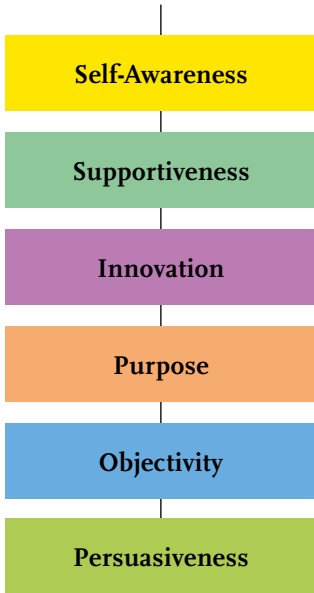 Self-Awareness
Supportiveness
Innovation
Purpose
Objectivity
Persuasiveness